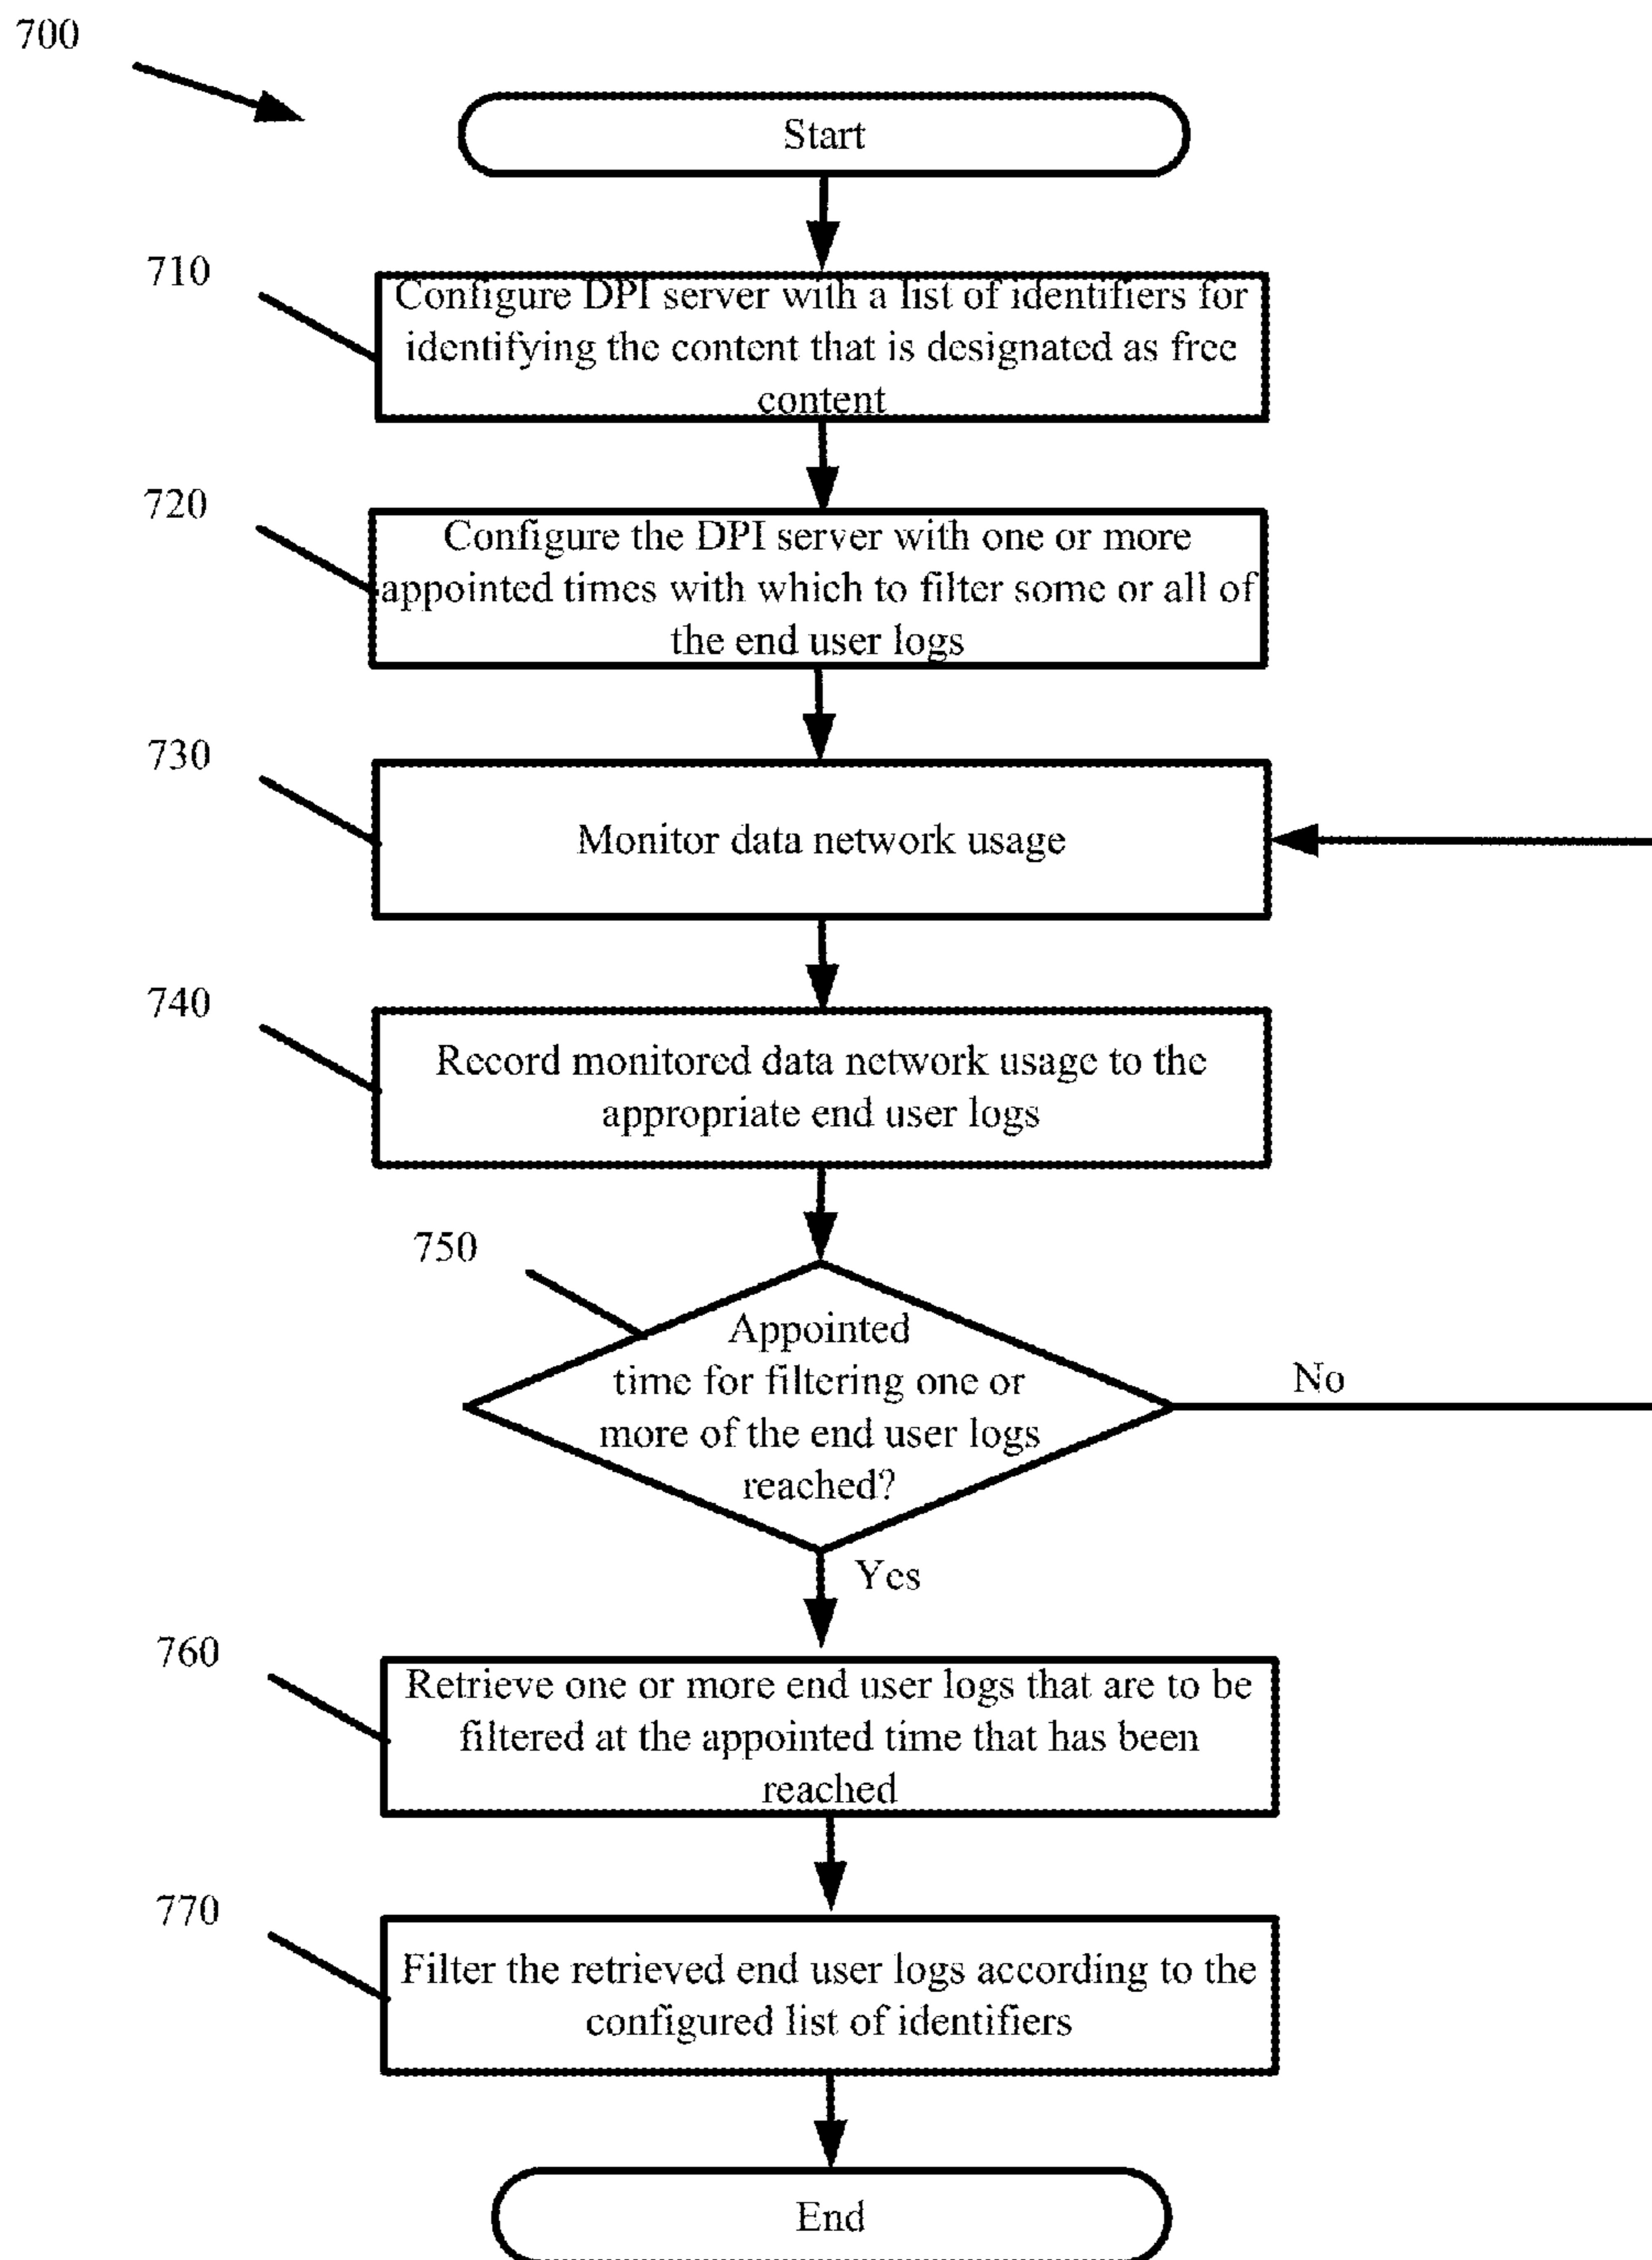 700
Start
710
Configure DPI server with a list of identifiers for
identifying the content that is designated as free
content
720
Configure the DPI server with one or more
appointed times with which to filter some or all of
the end user logs
730
Monitor data network usage
740
Record monitored data network usage to the
appropriate end user logs
750
Appointed
time for filtering one or
more of the end user logs
reached?
No
Yes
760
Retrieve one or more end user logs that are to be
filtered at the appointed time that has been
reached
770
Filter the retrieved end user logs according to the
configured list of identifiers
End